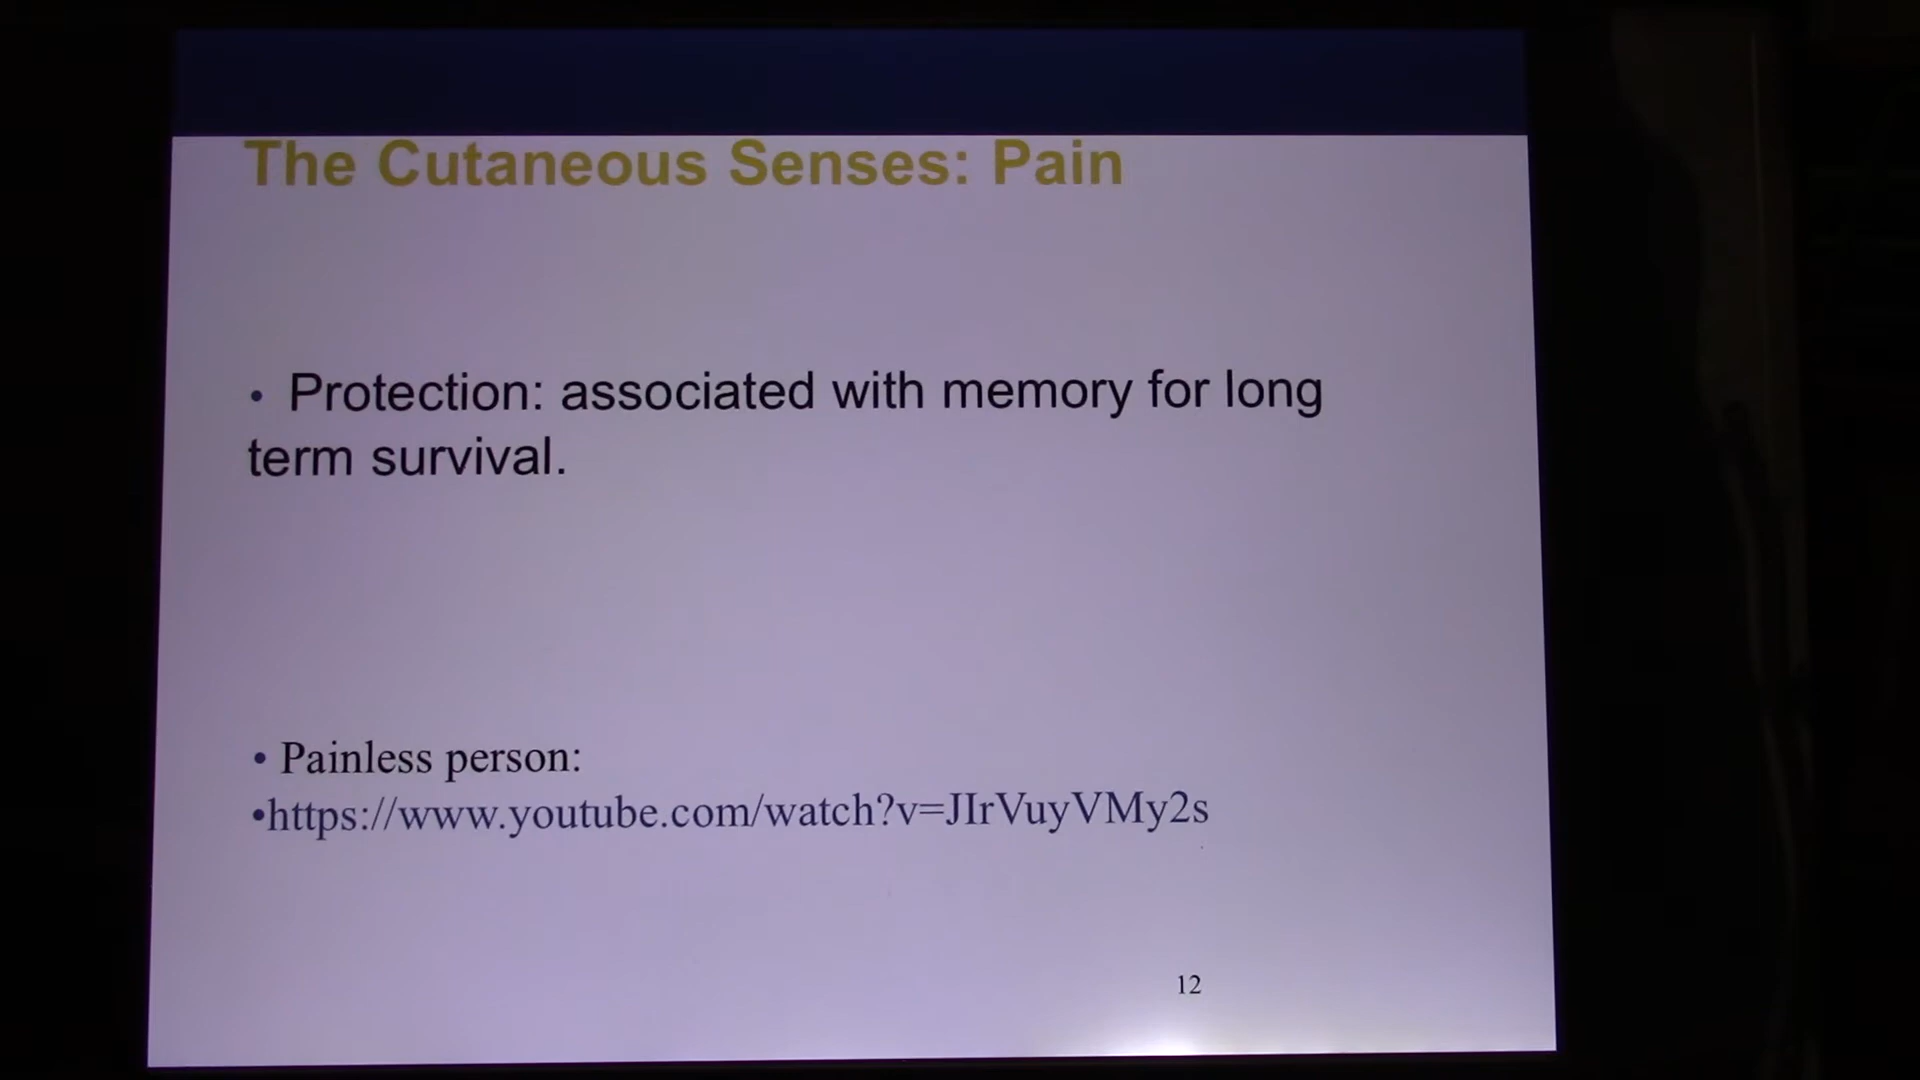 The Cutaneous Senses: Pain
• Protection: associated with memory for long
term survival.
• Painless person:
•https://www.youtube.com/watch?v=JIrVuyVMy2s
12